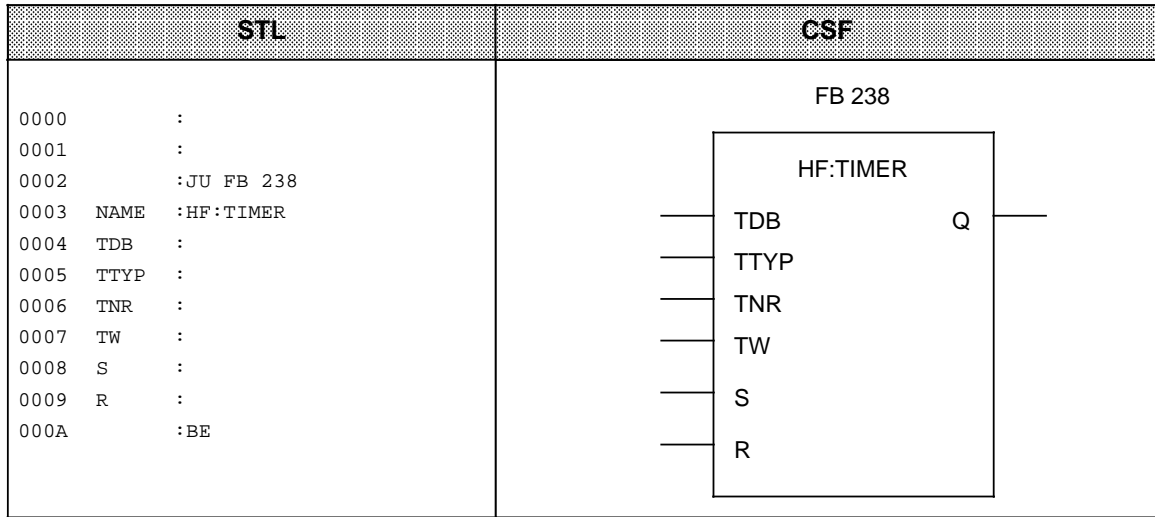 STL
CSF
0000 :
0001 :
0002 :JU FB 238
0003 NAME :HF:TIMER
0004 TDB :
0005 TTYP :
0006 TNR :
0007 TW :
0008 S :
0009 R :
000A :BE
FB 238
HF:TIMER
TDB Q
TTYP
TNR
TW
S
R